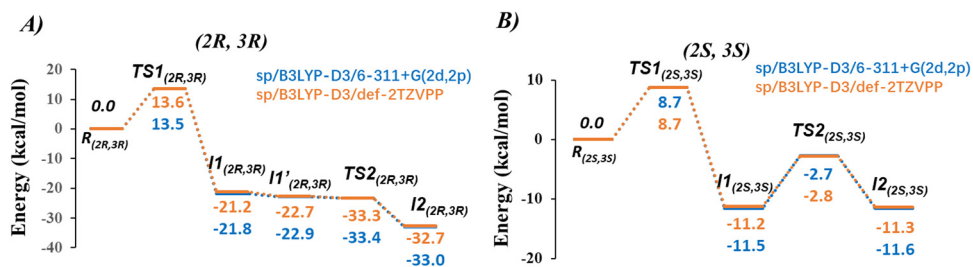 A)
(2R, 3R)
Energy (kcal/mol)
20
10
0
-10
-20
-30
-40
sp/B3LYP-D3/6-311+G(2d,2p)
sp/B3LYP-D3/def-2TZVPP
0.0
R(2R,3R)
TS1(2R,3R)
13.6
13.5
I1(2R,3R)
-21.2
-21.8
I1’(2R,3R)
-22.7
-22.9
TS2(2R,3R)
-33.3
-33.4
I2(2R,3R)
-32.7
-33.0
B)
(2S, 3S)
Energy (kcal/mol)
10
0
-10
-20
sp/B3LYP-D3/6-311+G(2d,2p)
sp/B3LYP-D3/def-2TZVPP
0.0
R(2S,3S)
TS1(2S,3S)
8.7
8.7
I1(2S,3S)
-11.2
-11.5
TS2(2S,3S)
-2.7
-2.8
I2(2S,3S)
-11.3
-11.6